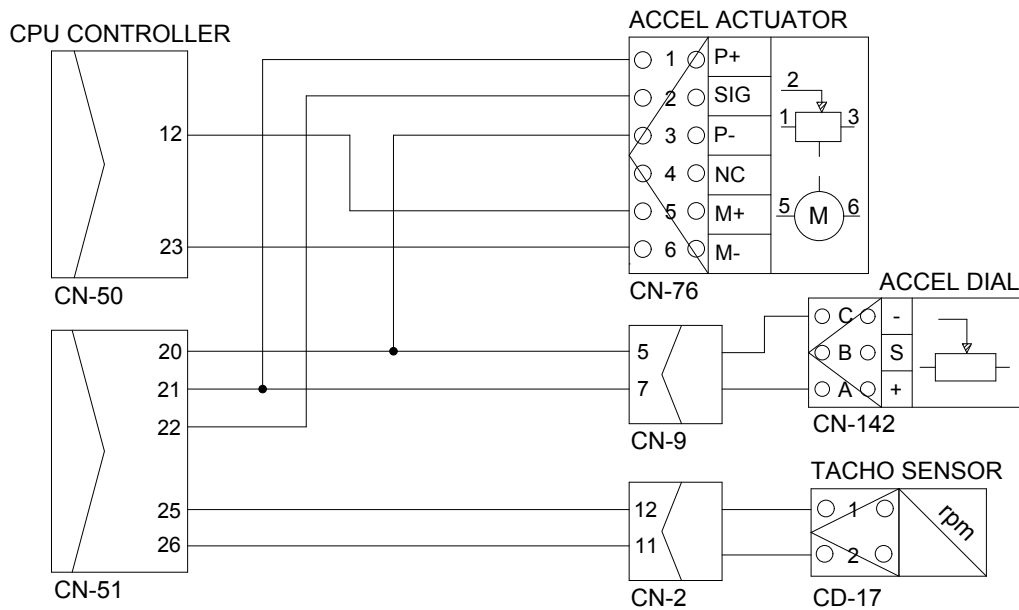 ACCEL ACTUATOR
CPU CONTROLLER
12
23
CN-50
1 P+
2 SIG
3 P-
4 NC
5 M+
6 M-
2
1 3
5 M 6
CN-76
ACCEL DIAL
C -
B S
A +
CN-142
20
21
22
25
26
CN-51
5
7
CN-9
12
11
CN-2
TACHO SENSOR
1
2
rpm
CD-17